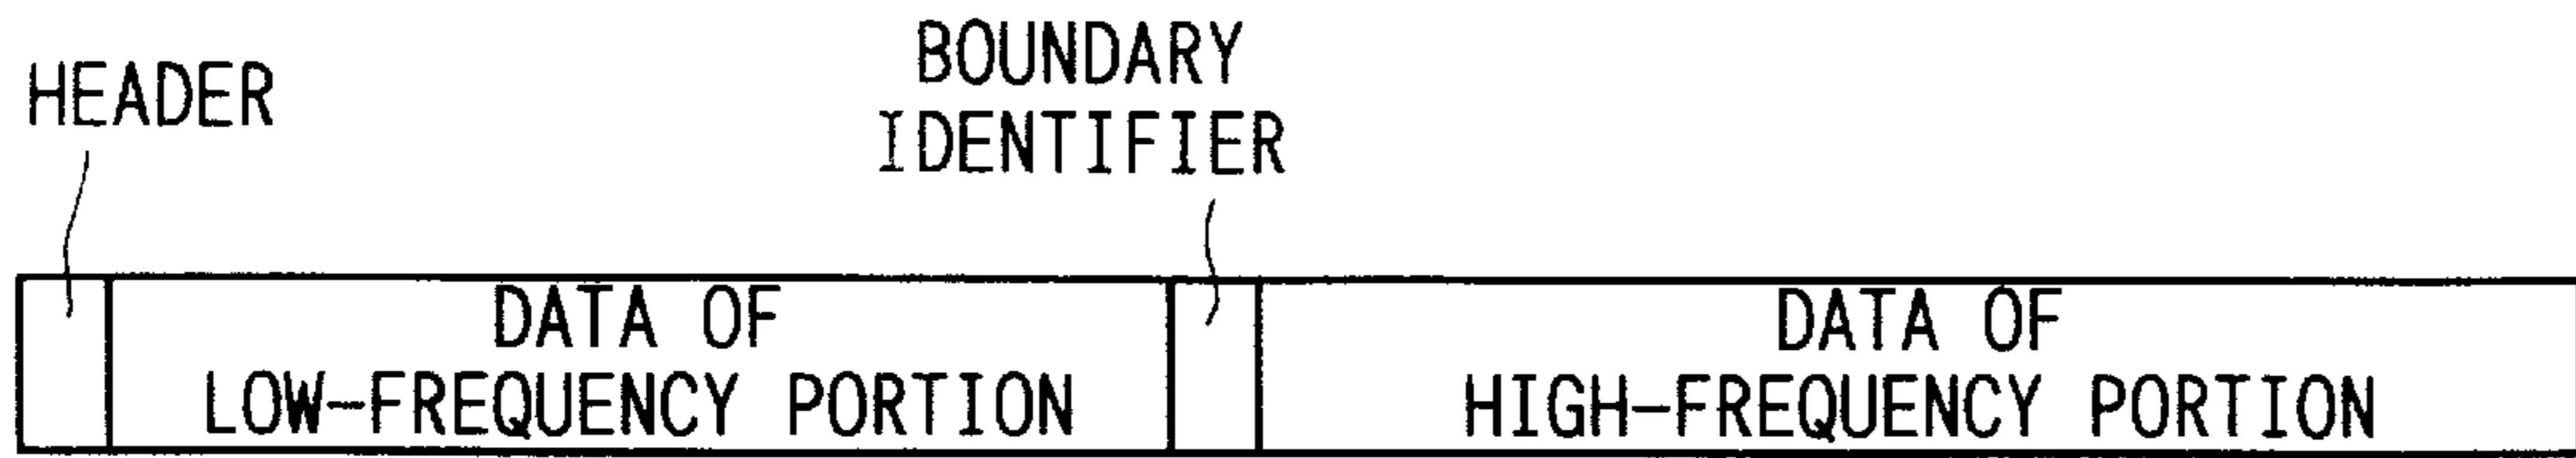 HEADER
BOUNDARY
IDENTIFIER
DATA OF
LOW-FREQUENCY PORTION
DATA OF
HIGH-FREQUENCY PORTION